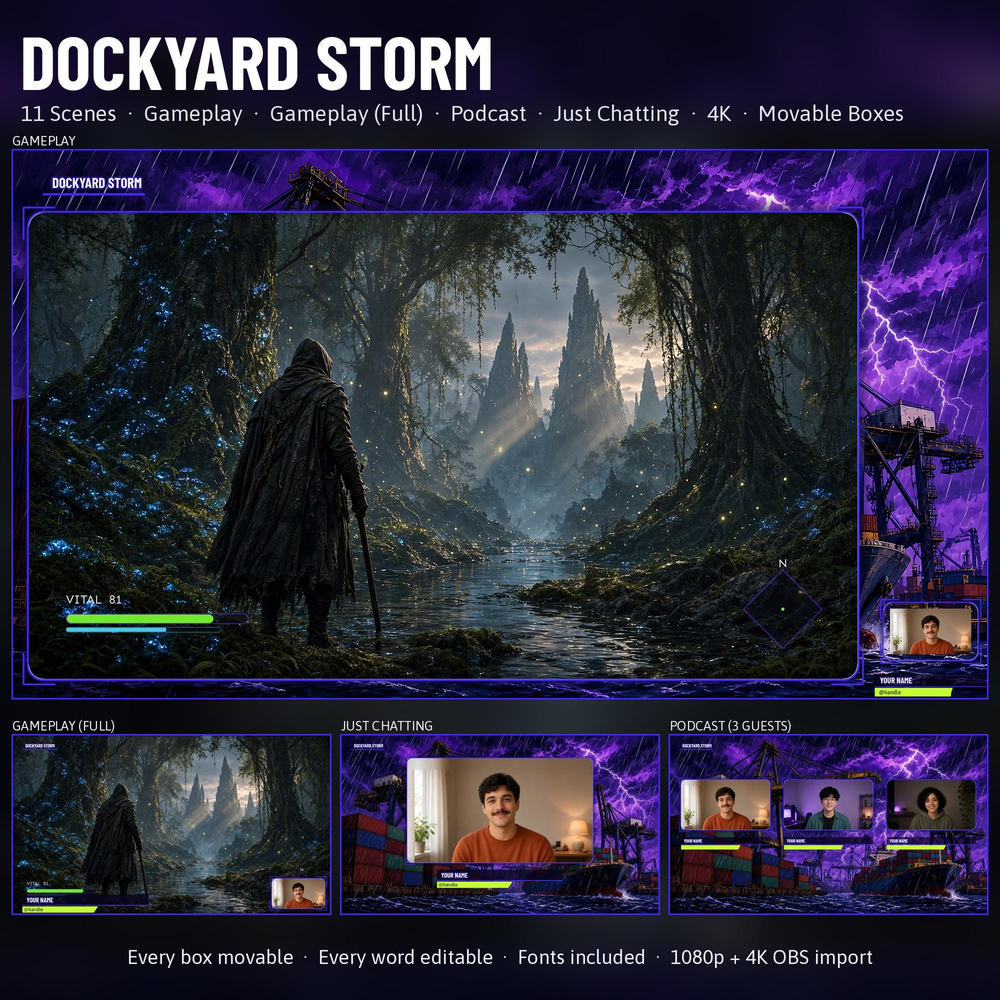 DOCKYARD STORM
11 Scenes · Gameplay · Gameplay (Full) · Podcast · Just Chatting · 4K · Movable Boxes
GAMEPLAY
DOCKYARD STORM
N
VITAL 81
YOUR NAME
@handle
GAMEPLAY (FULL)
JUST CHATTING
PODCAST (3 GUESTS)
DOCKYARD STORM
DOCKYARD STORM
DOCKYARD STORM
VITAL 81
YOUR NAME
@handle
YOUR NAME
@handle
YOUR NAME
YOUR NAME
YOUR NAME
Every box movable · Every word editable · Fonts included · 1080p + 4K OBS import